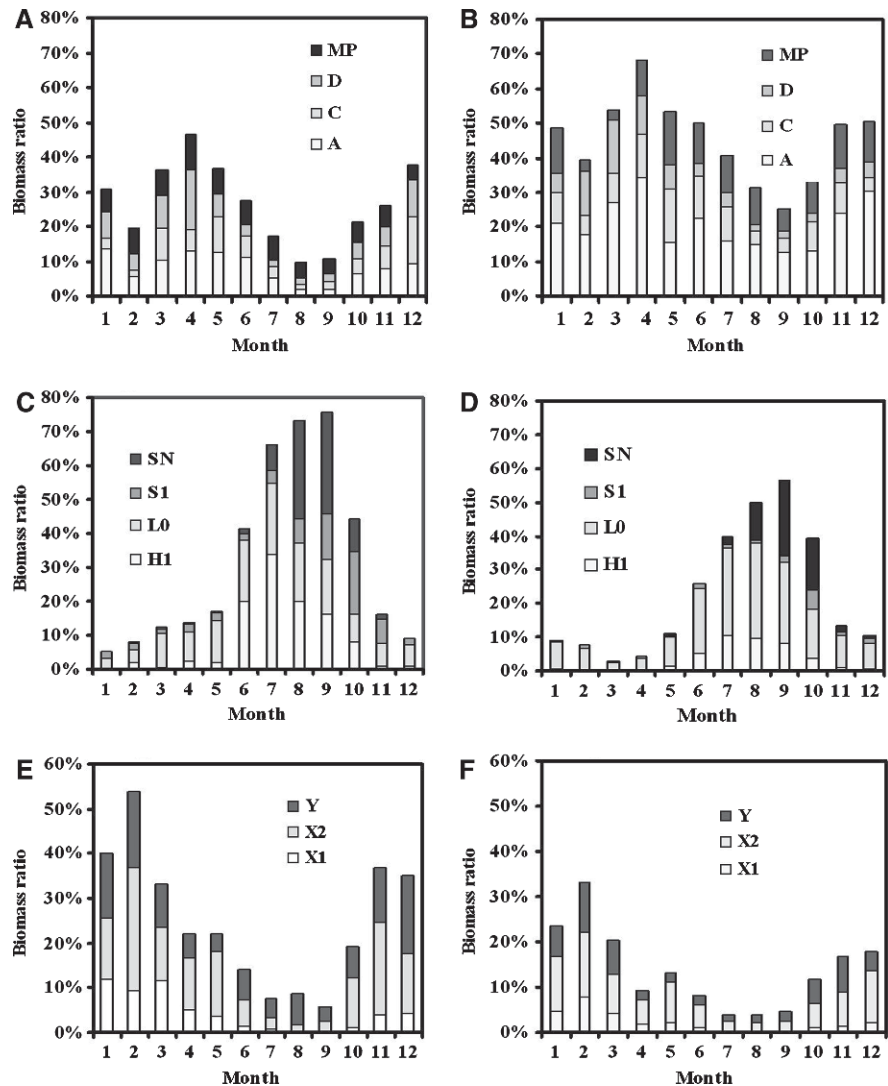 A
80%
70%
60%
50%
40%
30%
20%
10%
0%
Biomass ratio
MP
D
C
A
1 2 3 4 5 6 7 8 9 10 11 12
Month
B
80%
70%
60%
50%
40%
30%
20%
10%
0%
Biomass ratio
MP
D
C
A
1 2 3 4 5 6 7 8 9 10 11 12
Month
C
80%
70%
60%
50%
40%
30%
20%
10%
0%
Biomass ratio
SN
S1
L0
H1
1 2 3 4 5 6 7 8 9 10 11 12
Month
D
80%
70%
60%
50%
40%
30%
20%
10%
0%
Biomass ratio
SN
S1
L0
H1
1 2 3 4 5 6 7 8 9 10 11 12
Month
E
60%
50%
40%
30%
20%
10%
0%
Biomass ratio
Y
X2
X1
1 2 3 4 5 6 7 8 9 10 11 12
Month
F
60%
50%
40%
30%
20%
10%
0%
Biomass ratio
Y
X2
X1
1 2 3 4 5 6 7 8 9 10 11 12
Month